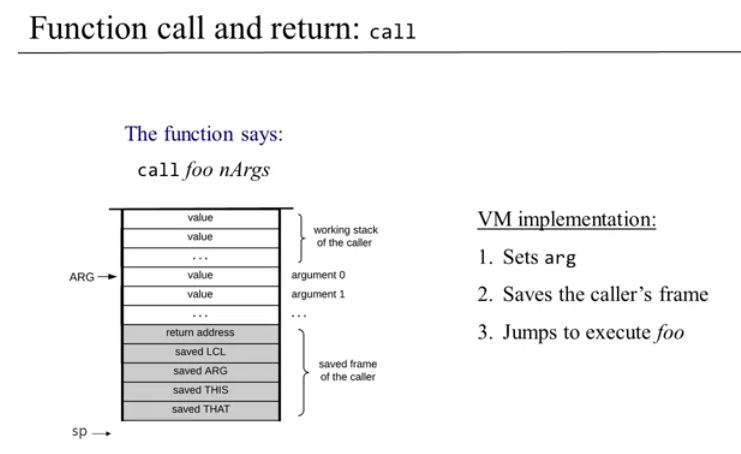 Function call and return: call
The function says:
call foo nArgs
value
value
...
value
value
...
return address
saved LCL
saved ARG
saved THIS
saved THAT
ARG
sp
working stack
of the caller
argument 0
argument 1
...
saved frame
of the caller
VM implementation:
1. Sets arg
2. Saves the caller’s frame
3. Jumps to execute foo